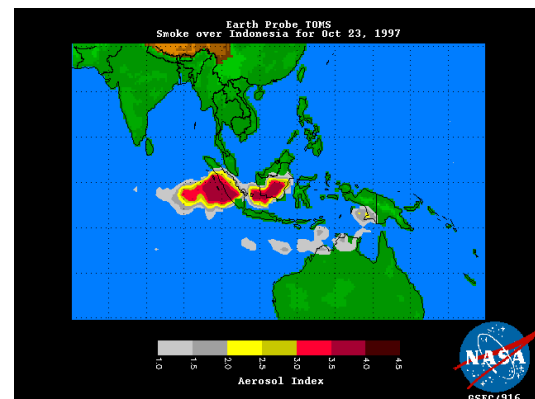 Earth Probe TOMS
Smoke over Indonesia for Oct 23, 1997
1.0 1.5 2.0 2.5 3.0 3.5 4.0 4.5
Aerosol Index
NASA
GSFC/916